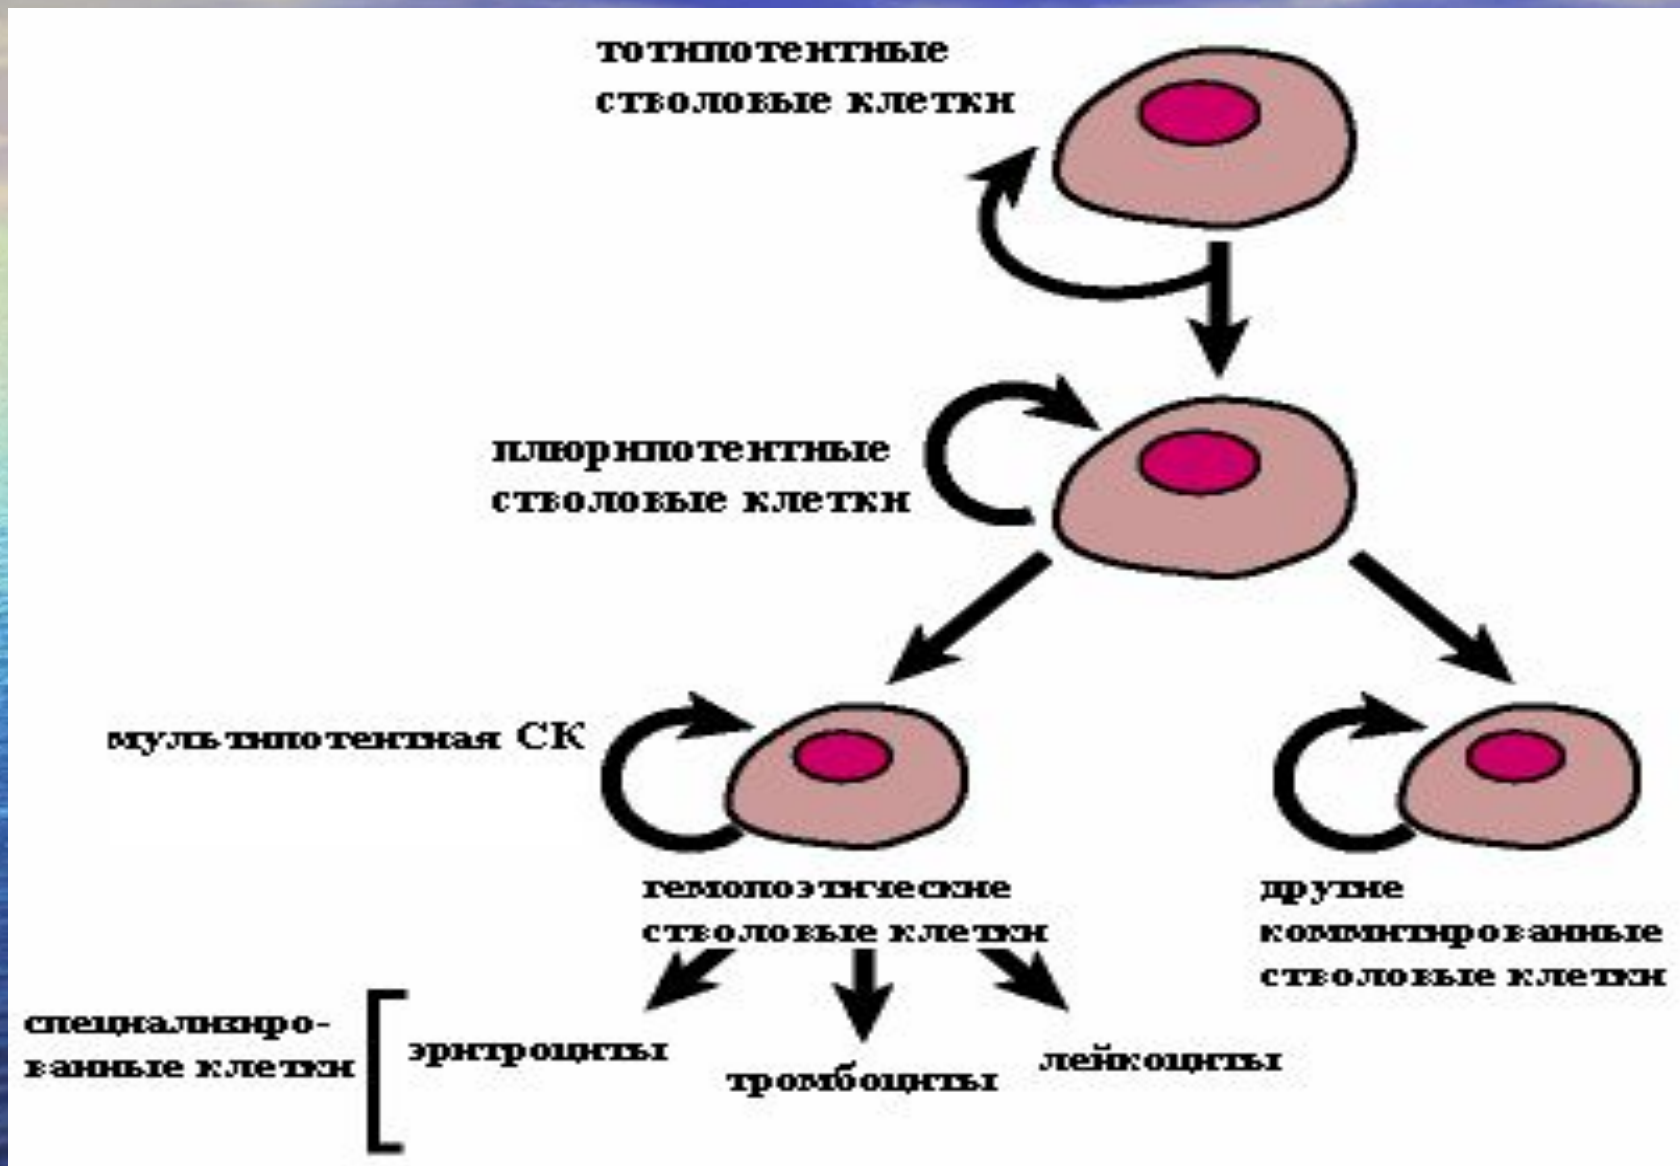 тотипотентные
стволовые клетки
плюрипотентные
стволовые клетки
мультипотентная СК
гемопоэтические
стволовые клетки
другие
коммитированные
стволовые клетки
специализиро-
ванные клетки
эритроциты
тромбоциты
лейкоциты